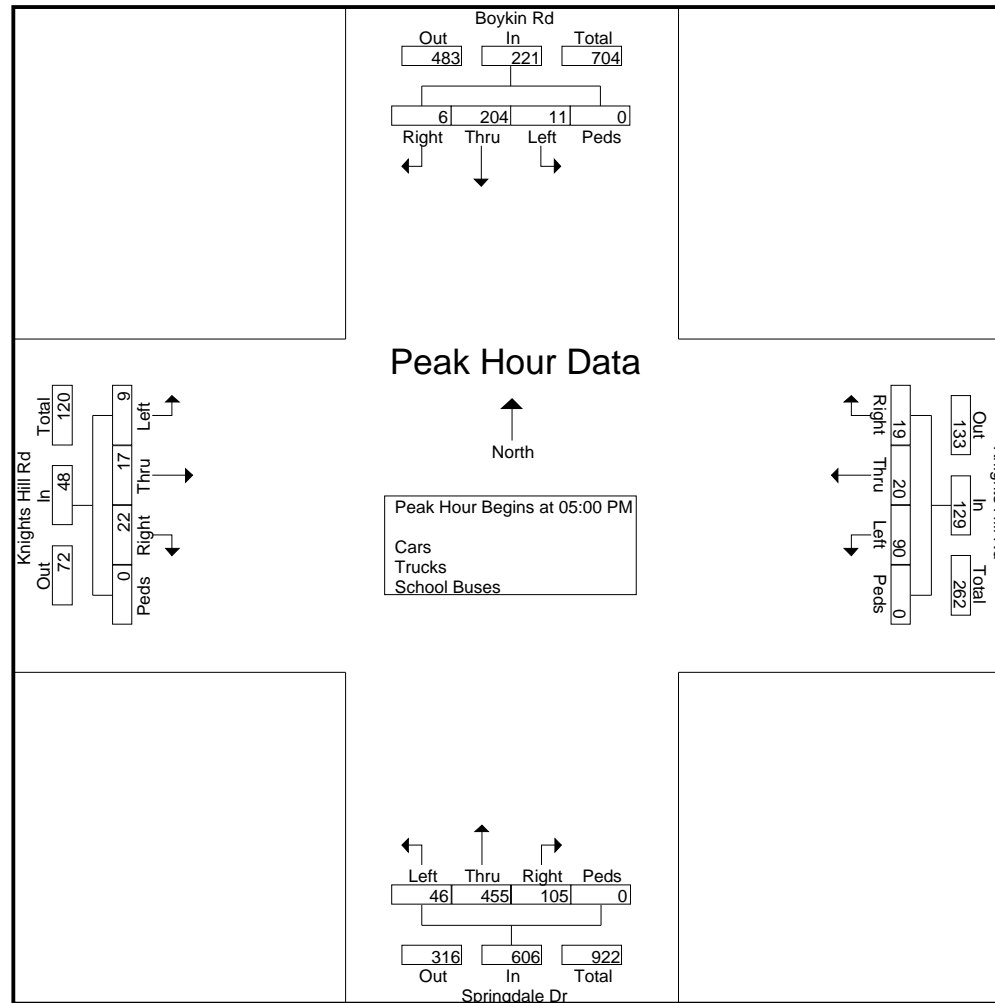 Boykin Rd
Out In Total
483 221 704
6 204 11 0
Right Thru Left Peds
Peak Hour Data
North
Peak Hour Begins at 05:00 PM
Cars
Trucks
School Buses
Knights Hill Rd
Total In Out
120 48 72
9 17 22 0
Left Thru Right Peds
Right Thru Left Peds
19 20 90 0
133 129 262
Out In Total
Left Thru Right Peds
46 455 105 0
316 606 922
Out In Total
Springdale Dr